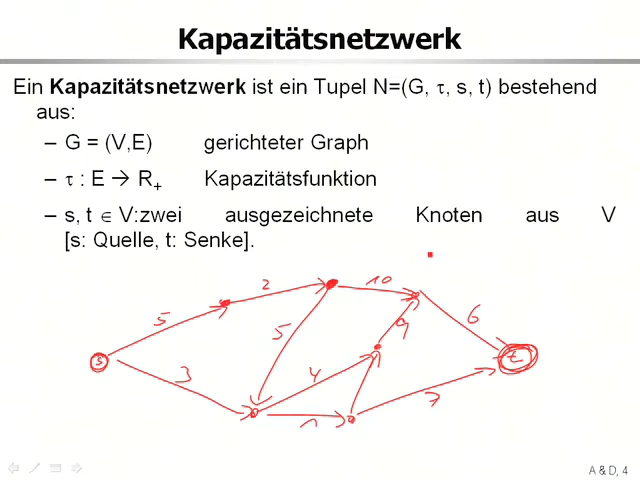 Kapazitätsnetzwerk
Ein Kapazitätsnetzwerk ist ein Tupel N=(G, τ, s, t) bestehend
aus:
– G = (V,E) gerichteter Graph
– τ : E → R+ Kapazitätsfunktion
– s, t ∈ V:zwei ausgezeichnete Knoten aus V
[s: Quelle, t: Senke].
2
10
5
6
5
9
s
t
3
4
7
1
A & D, 4